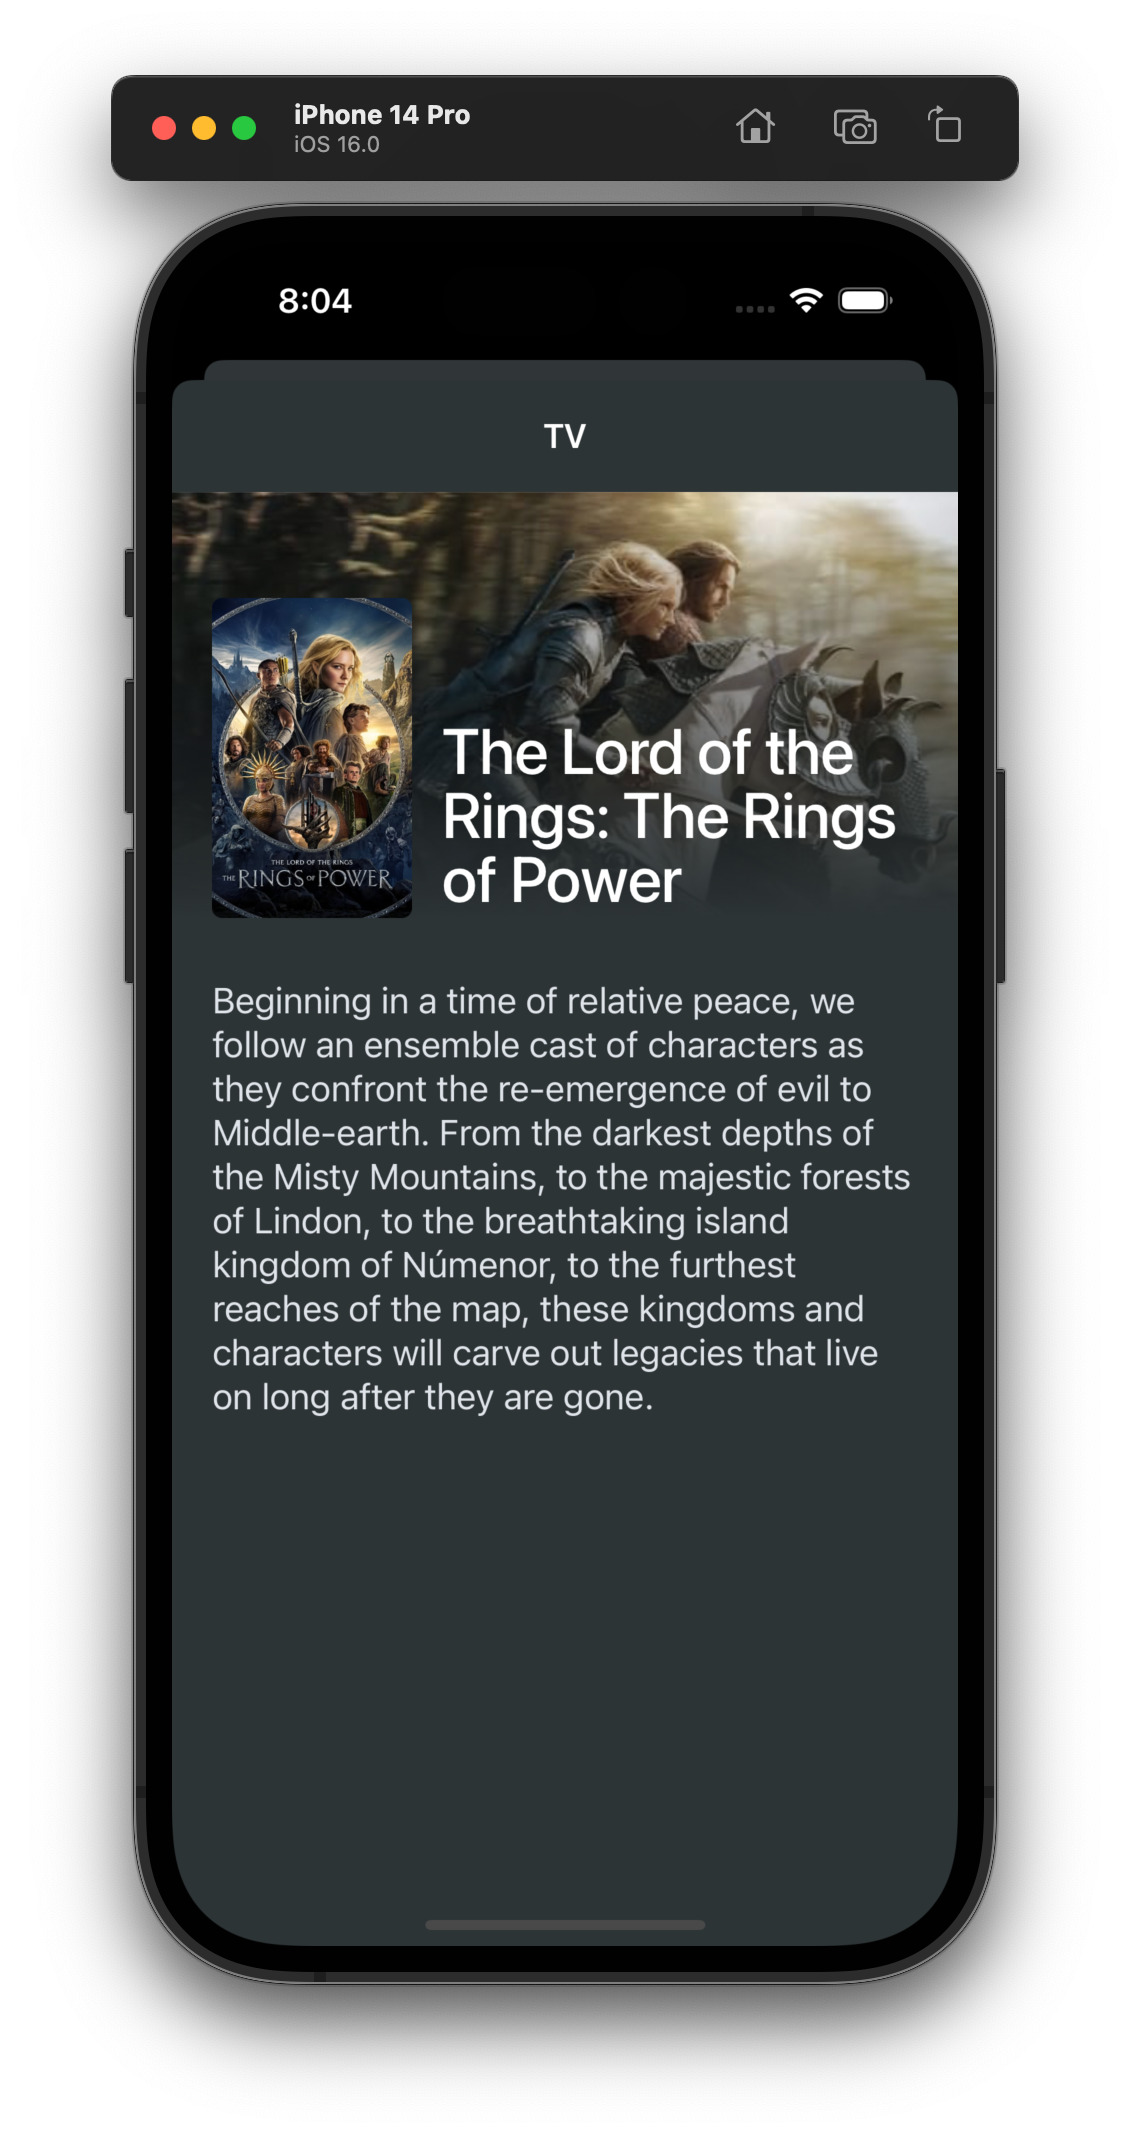 iPhone 14 Pro
iOS 16.0
8:04
TV
THE LORD OF THE RINGS
THE RINGS OF POWER
The Lord of the
Rings: The Rings
of Power
Beginning in a time of relative peace, we
follow an ensemble cast of characters as
they confront the re-emergence of evil to
Middle-earth. From the darkest depths of
the Misty Mountains, to the majestic forests
of Lindon, to the breathtaking island
kingdom of Númenor, to the furthest
reaches of the map, these kingdoms and
characters will carve out legacies that live
on long after they are gone.